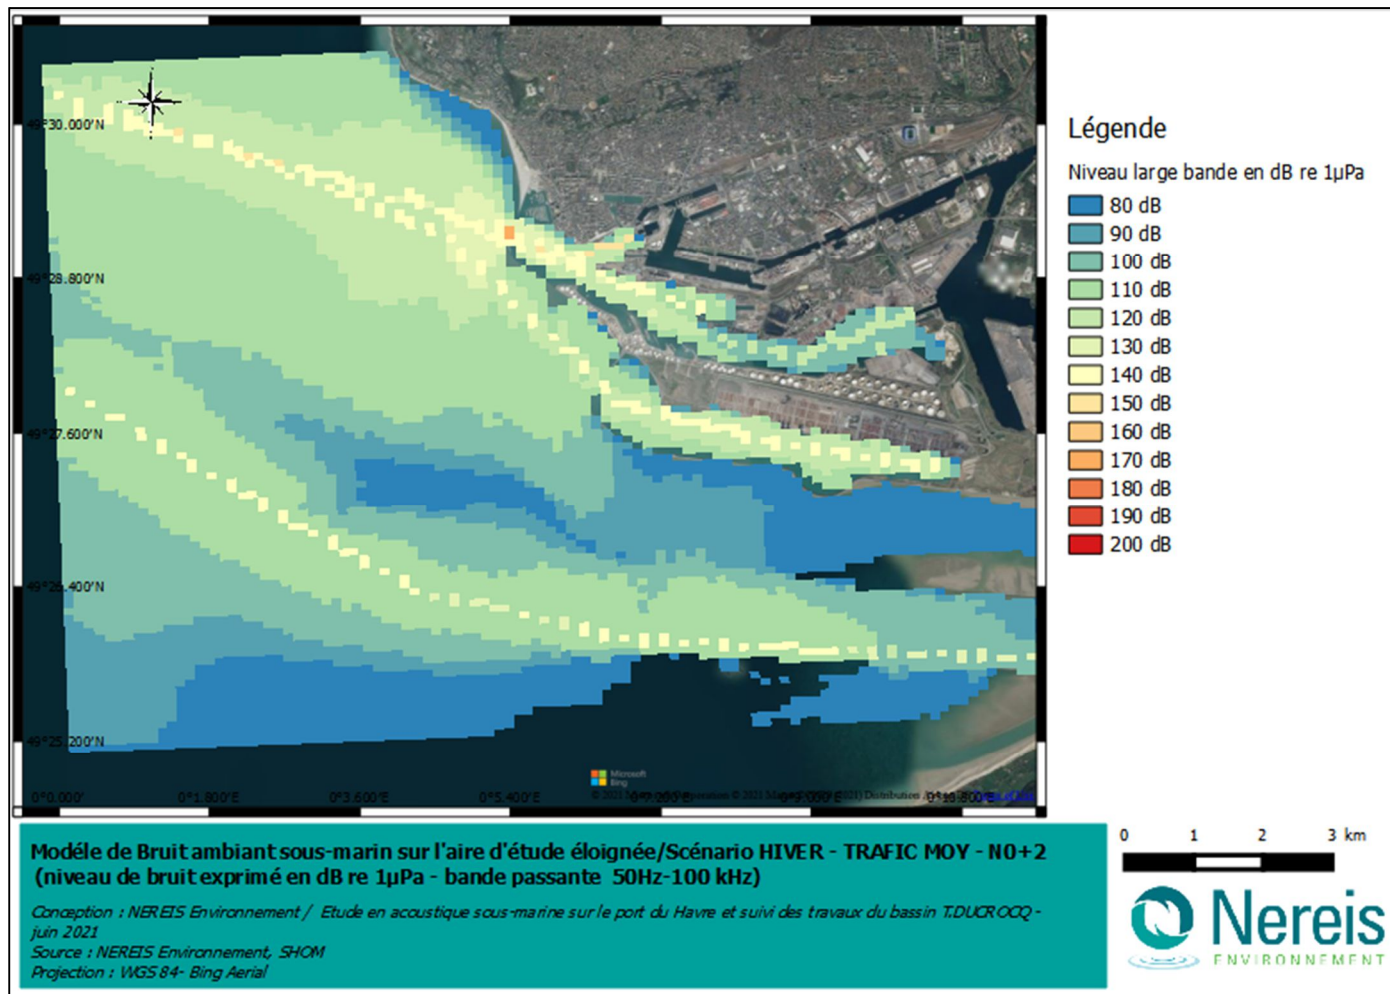 49°30.000'N
49°28.800'N
49°27.600'N
49°26.400'N
49°25.200'N
0°0.000'E
0°1.800'E
0°3.600'E
0°5.400'E
Microsoft
Bing
Légende
Niveau large bande en dB re 1µPa
80 dB
90 dB
100 dB
110 dB
120 dB
130 dB
140 dB
150 dB
160 dB
170 dB
180 dB
190 dB
200 dB
0 1 2 3 km
Modéle de Bruit ambiant sous-marin sur l'aire d'étude éloignée/Scénario HIVER - TRAFIC MOY - N0+2
(niveau de bruit exprimé en dB re 1µPa - bande passante 50Hz-100 kHz)
Conception : NEREIS Environnement / Etude en acoustique sous-marine sur le port du Havre et suivi des travaux du bassin T.DUCROCQ -
juin 2021
Source : NEREIS Environnement, SHOM
Projection : WGS 84- Bing Aerial
Nereis
ENVIRONNEMENT